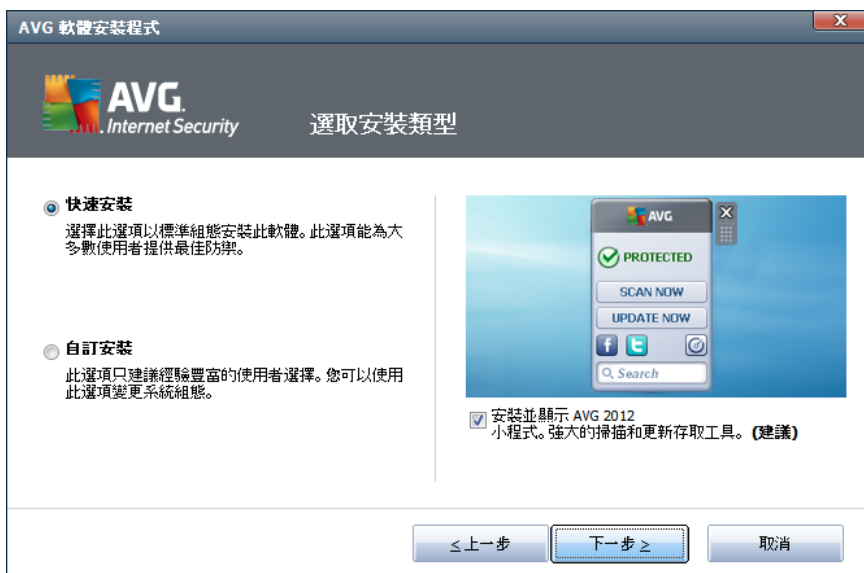 AVG 軟體安裝程式
AVG.
Internet Security
選取安裝類型
快速安裝
選擇此選項以標準組態安裝此軟體。此選項能為大
多數使用者提供最佳防禦。
自訂安裝
此選項只建議經驗豐富的使用者選擇。您可以使用
此選項變更系統組態。
AVG
PROTECTED
SCAN NOW
UPDATE NOW
Search
安裝並顯示 AVG 2012
小程式。強大的掃描和更新存取工具。(建議)
≤上一步
下一步≥
取消